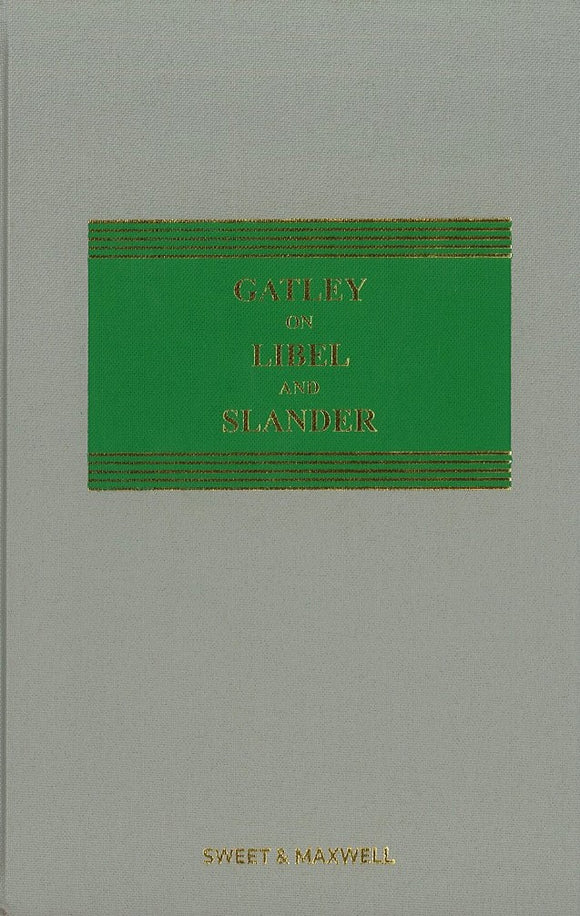 GATLEY
ON
LIBEL
AND
SLANDER
SWEET & MAXWELL